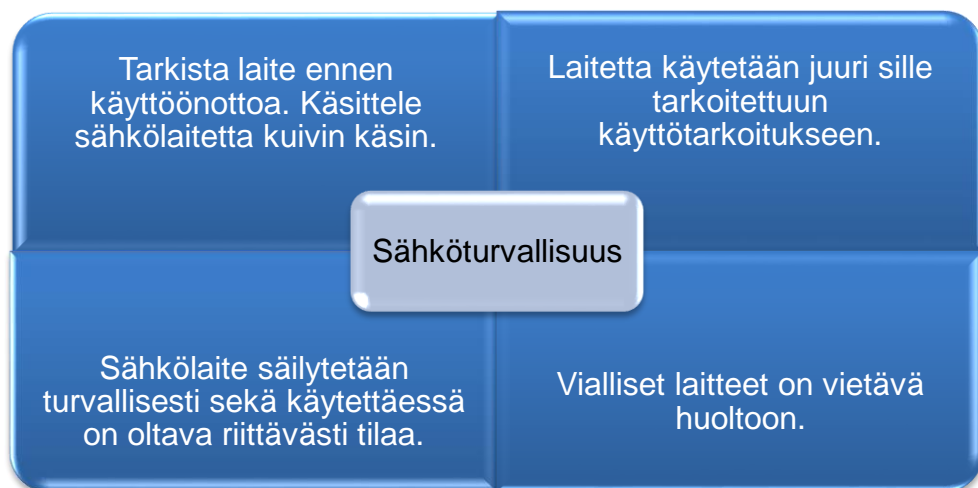 Tarkista laite ennen
käyttöönottoa. Käsittele
sähkölaitetta kuivin käsin.
Laitetta käytetään juuri sille
tarkoitettuun
käyttötarkoitukseen.
Sähköturvallisuus
Sähkölaite säilytetään
turvallisesti sekä käytettäessä
on oltava riittävästi tilaa.
Vialliset laitteet on vietävä
huoltoon.